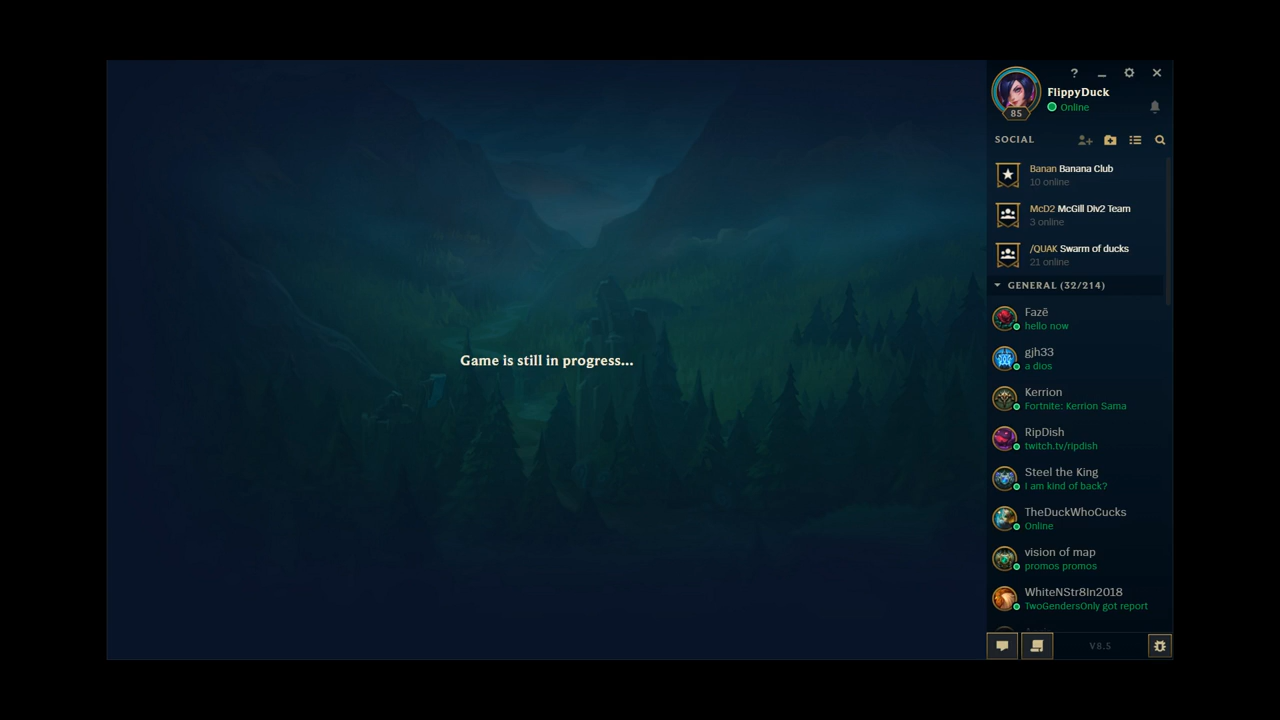 ?
FlippyDuck
Online
85
SOCIAL
Banan Banana Club
10 online
McD2 McGill Div2 Team
3 online
/QUAK Swarm of ducks
21 online
GENERAL (32/214)
Fazē
hello now
gjh33
a dios
Game is still in progress...
Kerrion
Fortnite: Kerrion Sama
RipDish
twitch.tv/ripdish
Steel the King
I am kind of back?
TheDuckWhoCucks
Online
vision of map
promos promos
WhiteNStr8In2018
TwoGendersOnly got report
V8.5